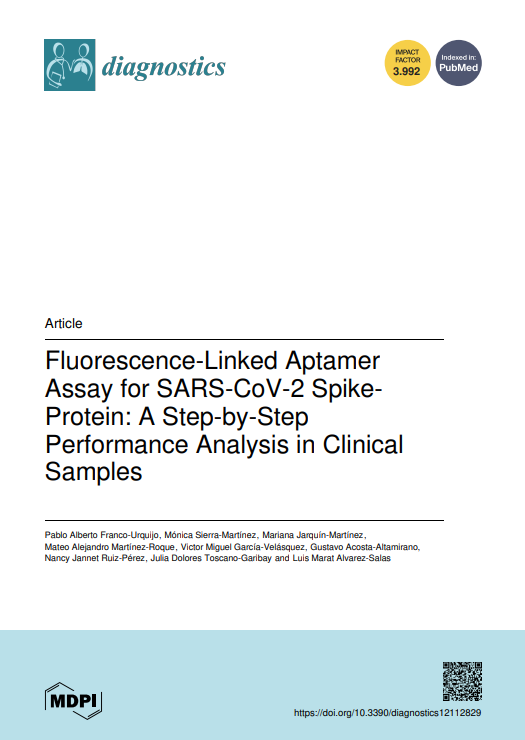 diagnostics
IMPACT
FACTOR
3.992
Indexed in:
PubMed
Article
Fluorescence-Linked Aptamer
Assay for SARS-CoV-2 Spike-
Protein: A Step-by-Step
Performance Analysis in Clinical
Samples
Pablo Alberto Franco-Urquijo, Mónica Sierra-Martínez, Mariana Jarquín-Martínez,
Mateo Alejandro Martínez-Roque, Victor Miguel García-Velásquez, Gustavo Acosta-Altamirano,
Nancy Jannet Ruiz-Pérez, Julia Dolores Toscano-Garibay and Luis Marat Alvarez-Salas
MDPI
https://doi.org/10.3390/diagnostics12112829